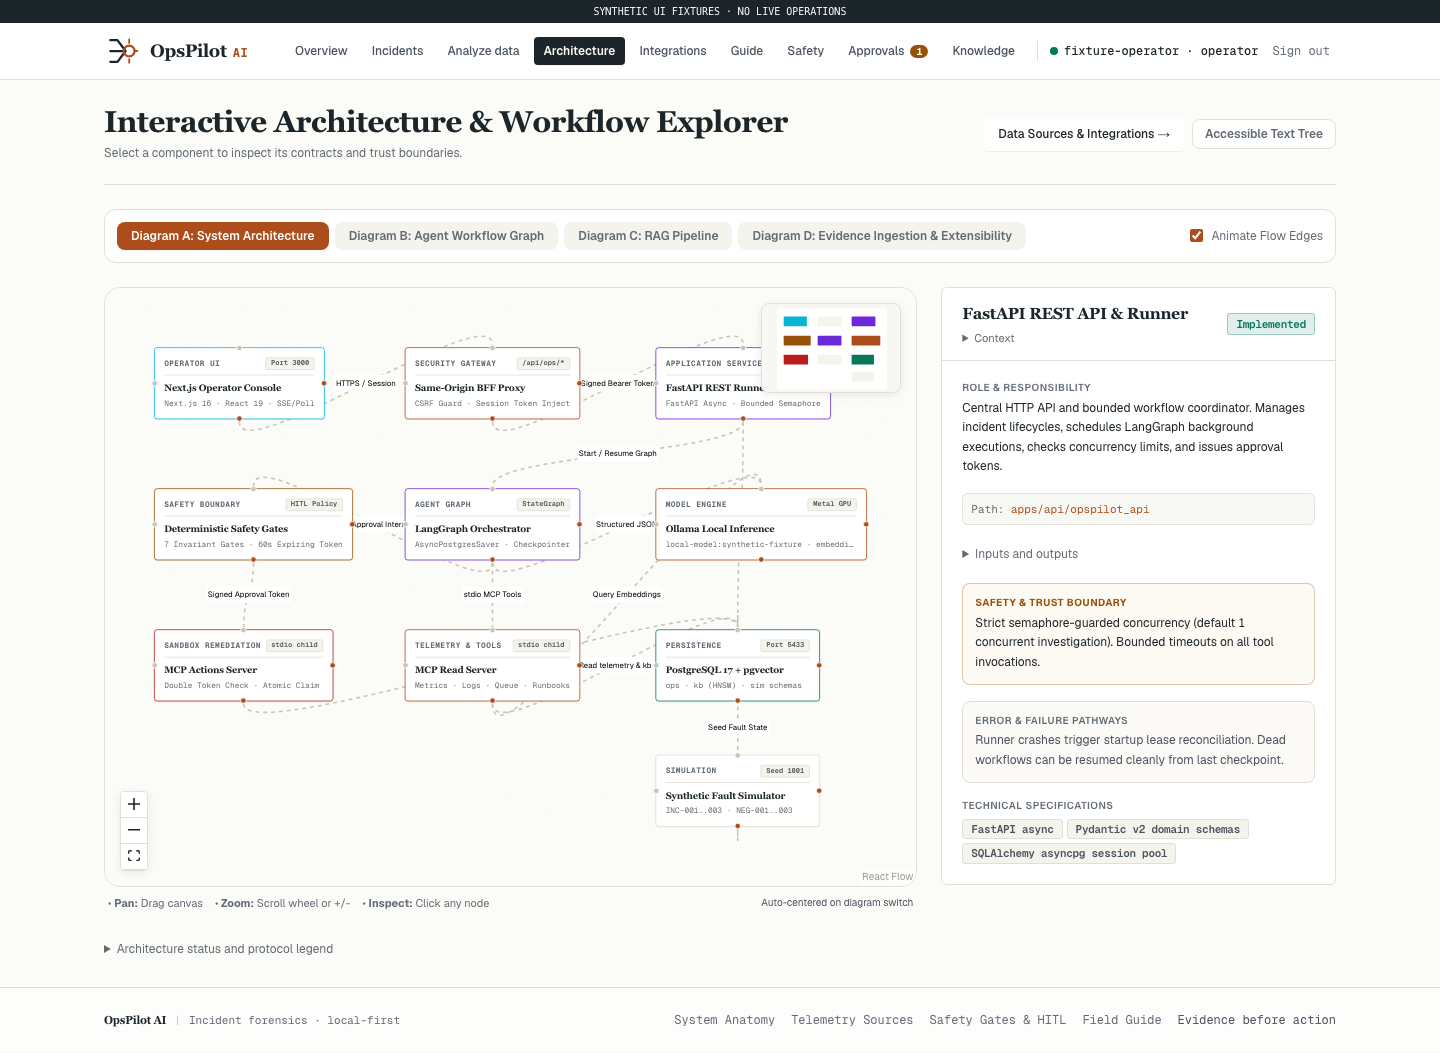 SYNTHETIC UI FIXTURES · NO LIVE OPERATIONS
OpsPilot AI
Overview
Incidents
Analyze data
Architecture
Integrations
Guide
Safety
Approvals 1
Knowledge
fixture-operator · operator
Sign out
Interactive Architecture & Workflow Explorer
Select a component to inspect its contracts and trust boundaries.
Data Sources & Integrations →
Accessible Text Tree
Diagram A: System Architecture
Diagram B: Agent Workflow Graph
Diagram C: RAG Pipeline
Diagram D: Evidence Ingestion & Extensibility
Animate Flow Edges
OPERATOR UI
Port 3000
Next.js Operator Console
Next.js 16 · React 19 · SSE/Poll
HTTPS / Session
SECURITY GATEWAY
/api/ops/*
Same-Origin BFF Proxy
CSRF Guard · Session Token Inject
Signed Bearer Token
APPLICATION SERVICE
FastAPI REST Runne
FastAPI Async · Bounded Semaphore
Start / Resume Graph
SAFETY BOUNDARY
HITL Policy
Deterministic Safety Gates
7 Invariant Gates · 60s Expiring Token
Approval Inter
AGENT GRAPH
StateGraph
LangGraph Orchestrator
AsyncPostgresSaver · Checkpointer
Structured JSON
MODEL ENGINE
Metal GPU
Ollama Local Inference
local-model:synthetic-fixture · embeddi…
Signed Approval Token
stdio MCP Tools
Query Embeddings
SANDBOX REMEDIATION
stdio child
MCP Actions Server
Double Token Check · Atomic Claim
TELEMETRY & TOOLS
stdio child
MCP Read Server
Metrics · Logs · Queue · Runbooks
Read telemetry & kb
PERSISTENCE
Port 5433
PostgreSQL 17 + pgvector
ops · kb (HNSW) · sim schemas
Seed Fault State
SIMULATION
Seed 1001
Synthetic Fault Simulator
INC-001..003 · NEG-001..003
React Flow
• Pan: Drag canvas • Zoom: Scroll wheel or +/- • Inspect: Click any node
Auto-centered on diagram switch
FastAPI REST API & Runner
Implemented
Context
ROLE & RESPONSIBILITY
Central HTTP API and bounded workflow coordinator. Manages
incident lifecycles, schedules LangGraph background
executions, checks concurrency limits, and issues approval
tokens.
Path: apps/api/opspilot_api
Inputs and outputs
SAFETY & TRUST BOUNDARY
Strict semaphore-guarded concurrency (default 1
concurrent investigation). Bounded timeouts on all tool
invocations.
ERROR & FAILURE PATHWAYS
Runner crashes trigger startup lease reconciliation. Dead
workflows can be resumed cleanly from last checkpoint.
TECHNICAL SPECIFICATIONS
FastAPI async
Pydantic v2 domain schemas
SQLAlchemy asyncpg session pool
Architecture status and protocol legend
OpsPilot AI
Incident forensics · local-first
System Anatomy
Telemetry Sources
Safety Gates & HITL
Field Guide
Evidence before action